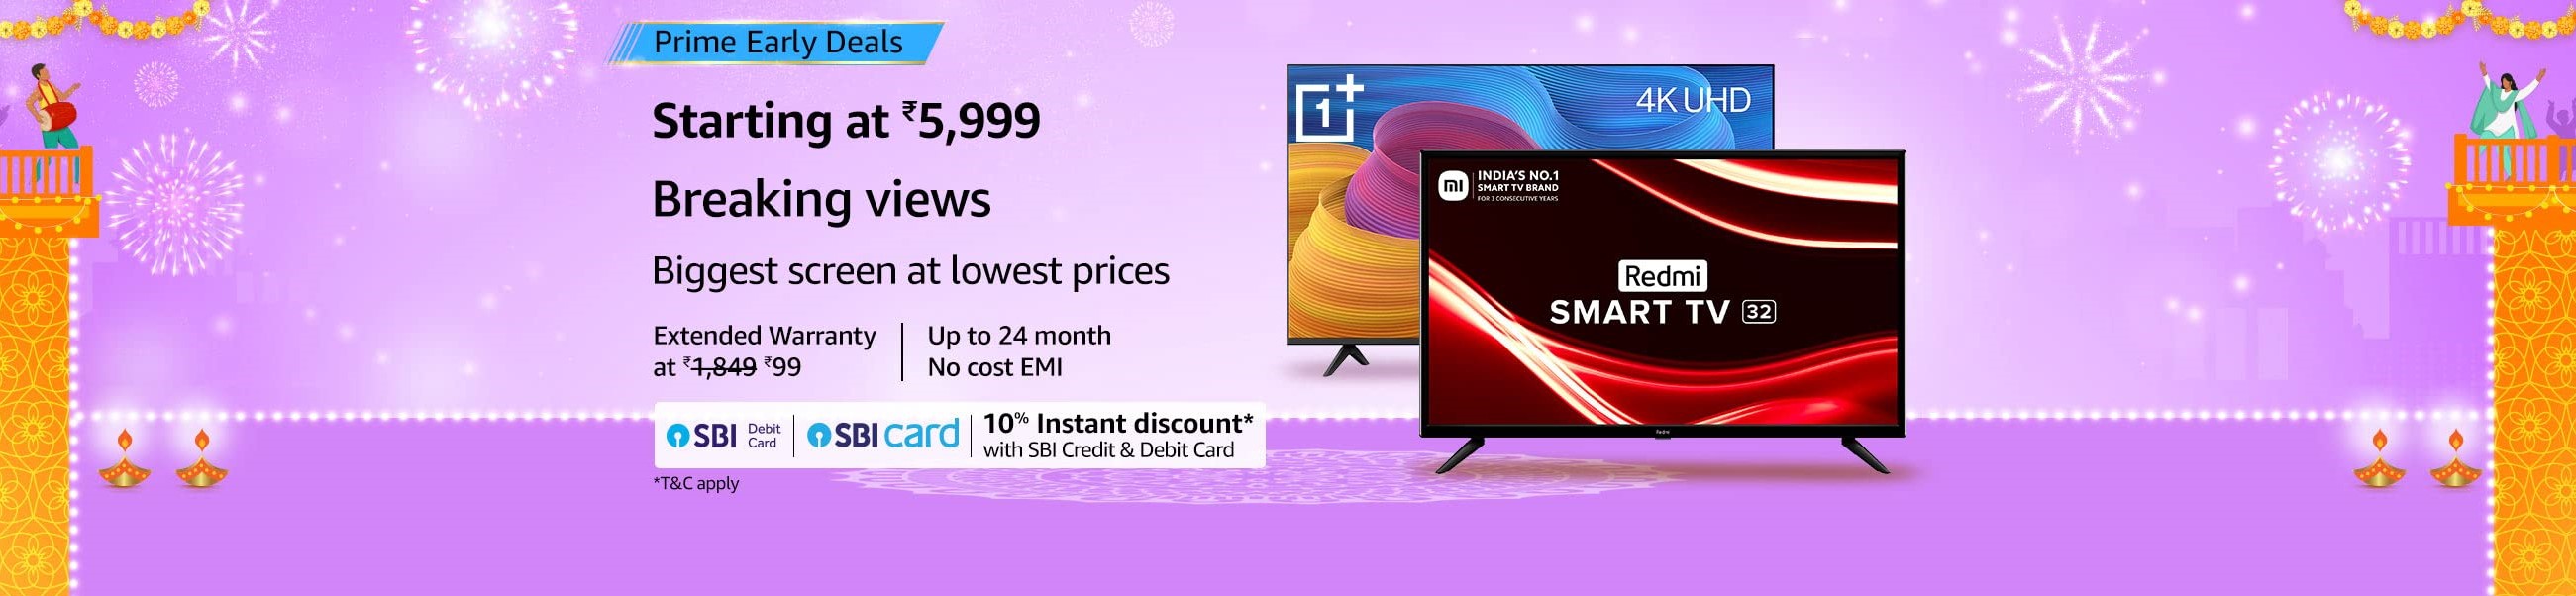 Prime Early Deals
Starting at ₹5,999
Breaking views
Biggest screen at lowest prices
Extended Warranty
at ₹1,849 ₹99
Up to 24 month
No cost EMI
SBI Debit Card
SBI card
10% Instant discount*
with SBI Credit & Debit Card
*T&C apply
1+
4K UHD
mi
INDIA'S NO.1
SMART TV BRAND
FOR 3 CONSECUTIVE YEARS
Redmi
SMART TV 32
Redmi